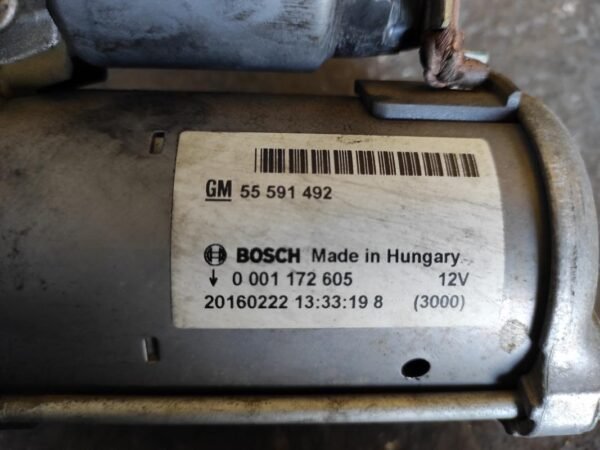 GM 55 591 492
BOSCH Made in Hungary
↓ 0 001 172 605 12V
20160222 13:33:19 8 (3000)